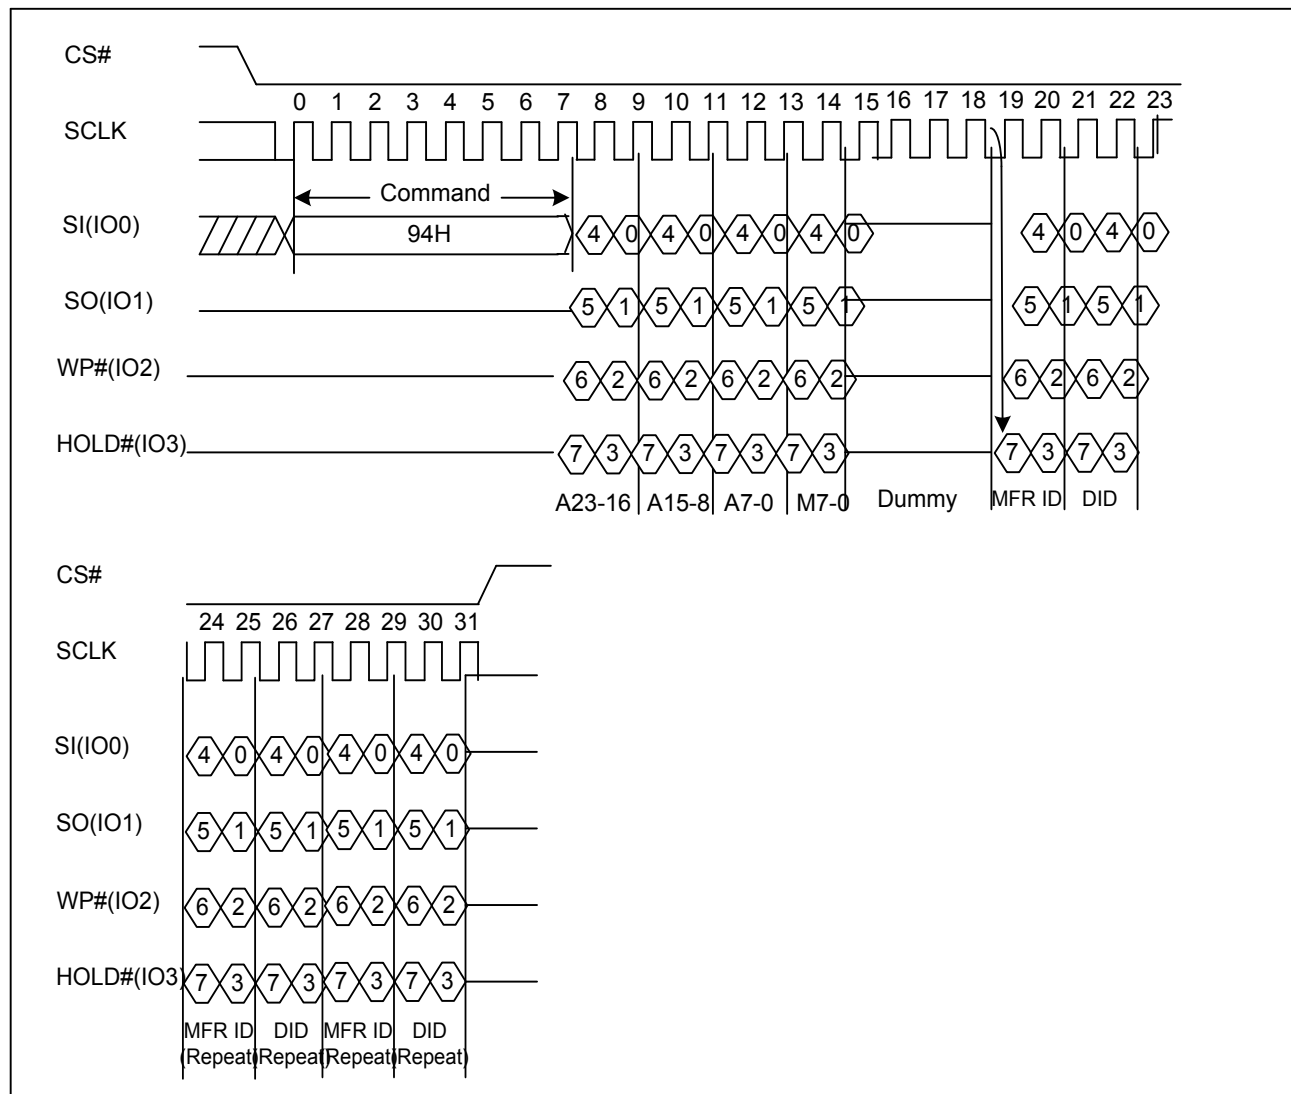 CS#
0 1 2 3 4 5 6 7 8 9 10 11 12 13 14 15 16 17 18 19 20 21 22 23
SCLK
Command
SI(IO0) 94H 4 0 4 0 4 0 4 0 4 0 4 0
SO(IO1) 5 1 5 1 5 1 5 1 5 1 5 1
WP#(IO2) 6 2 6 2 6 2 6 2 6 2 6 2
HOLD#(IO3) 7 3 7 3 7 3 7 3 7 3 7 3
A23-16 A15-8 A7-0 M7-0 Dummy MFR ID DID
CS#
24 25 26 27 28 29 30 31
SCLK
SI(IO0) 4 0 4 0 4 0 4 0
SO(IO1) 5 1 5 1 5 1 5 1
WP#(IO2) 6 2 6 2 6 2 6 2
HOLD#(IO3) 7 3 7 3 7 3 7 3
MFR ID DID MFR ID DID
(Repeat) (Repeat) (Repeat) (Repeat)